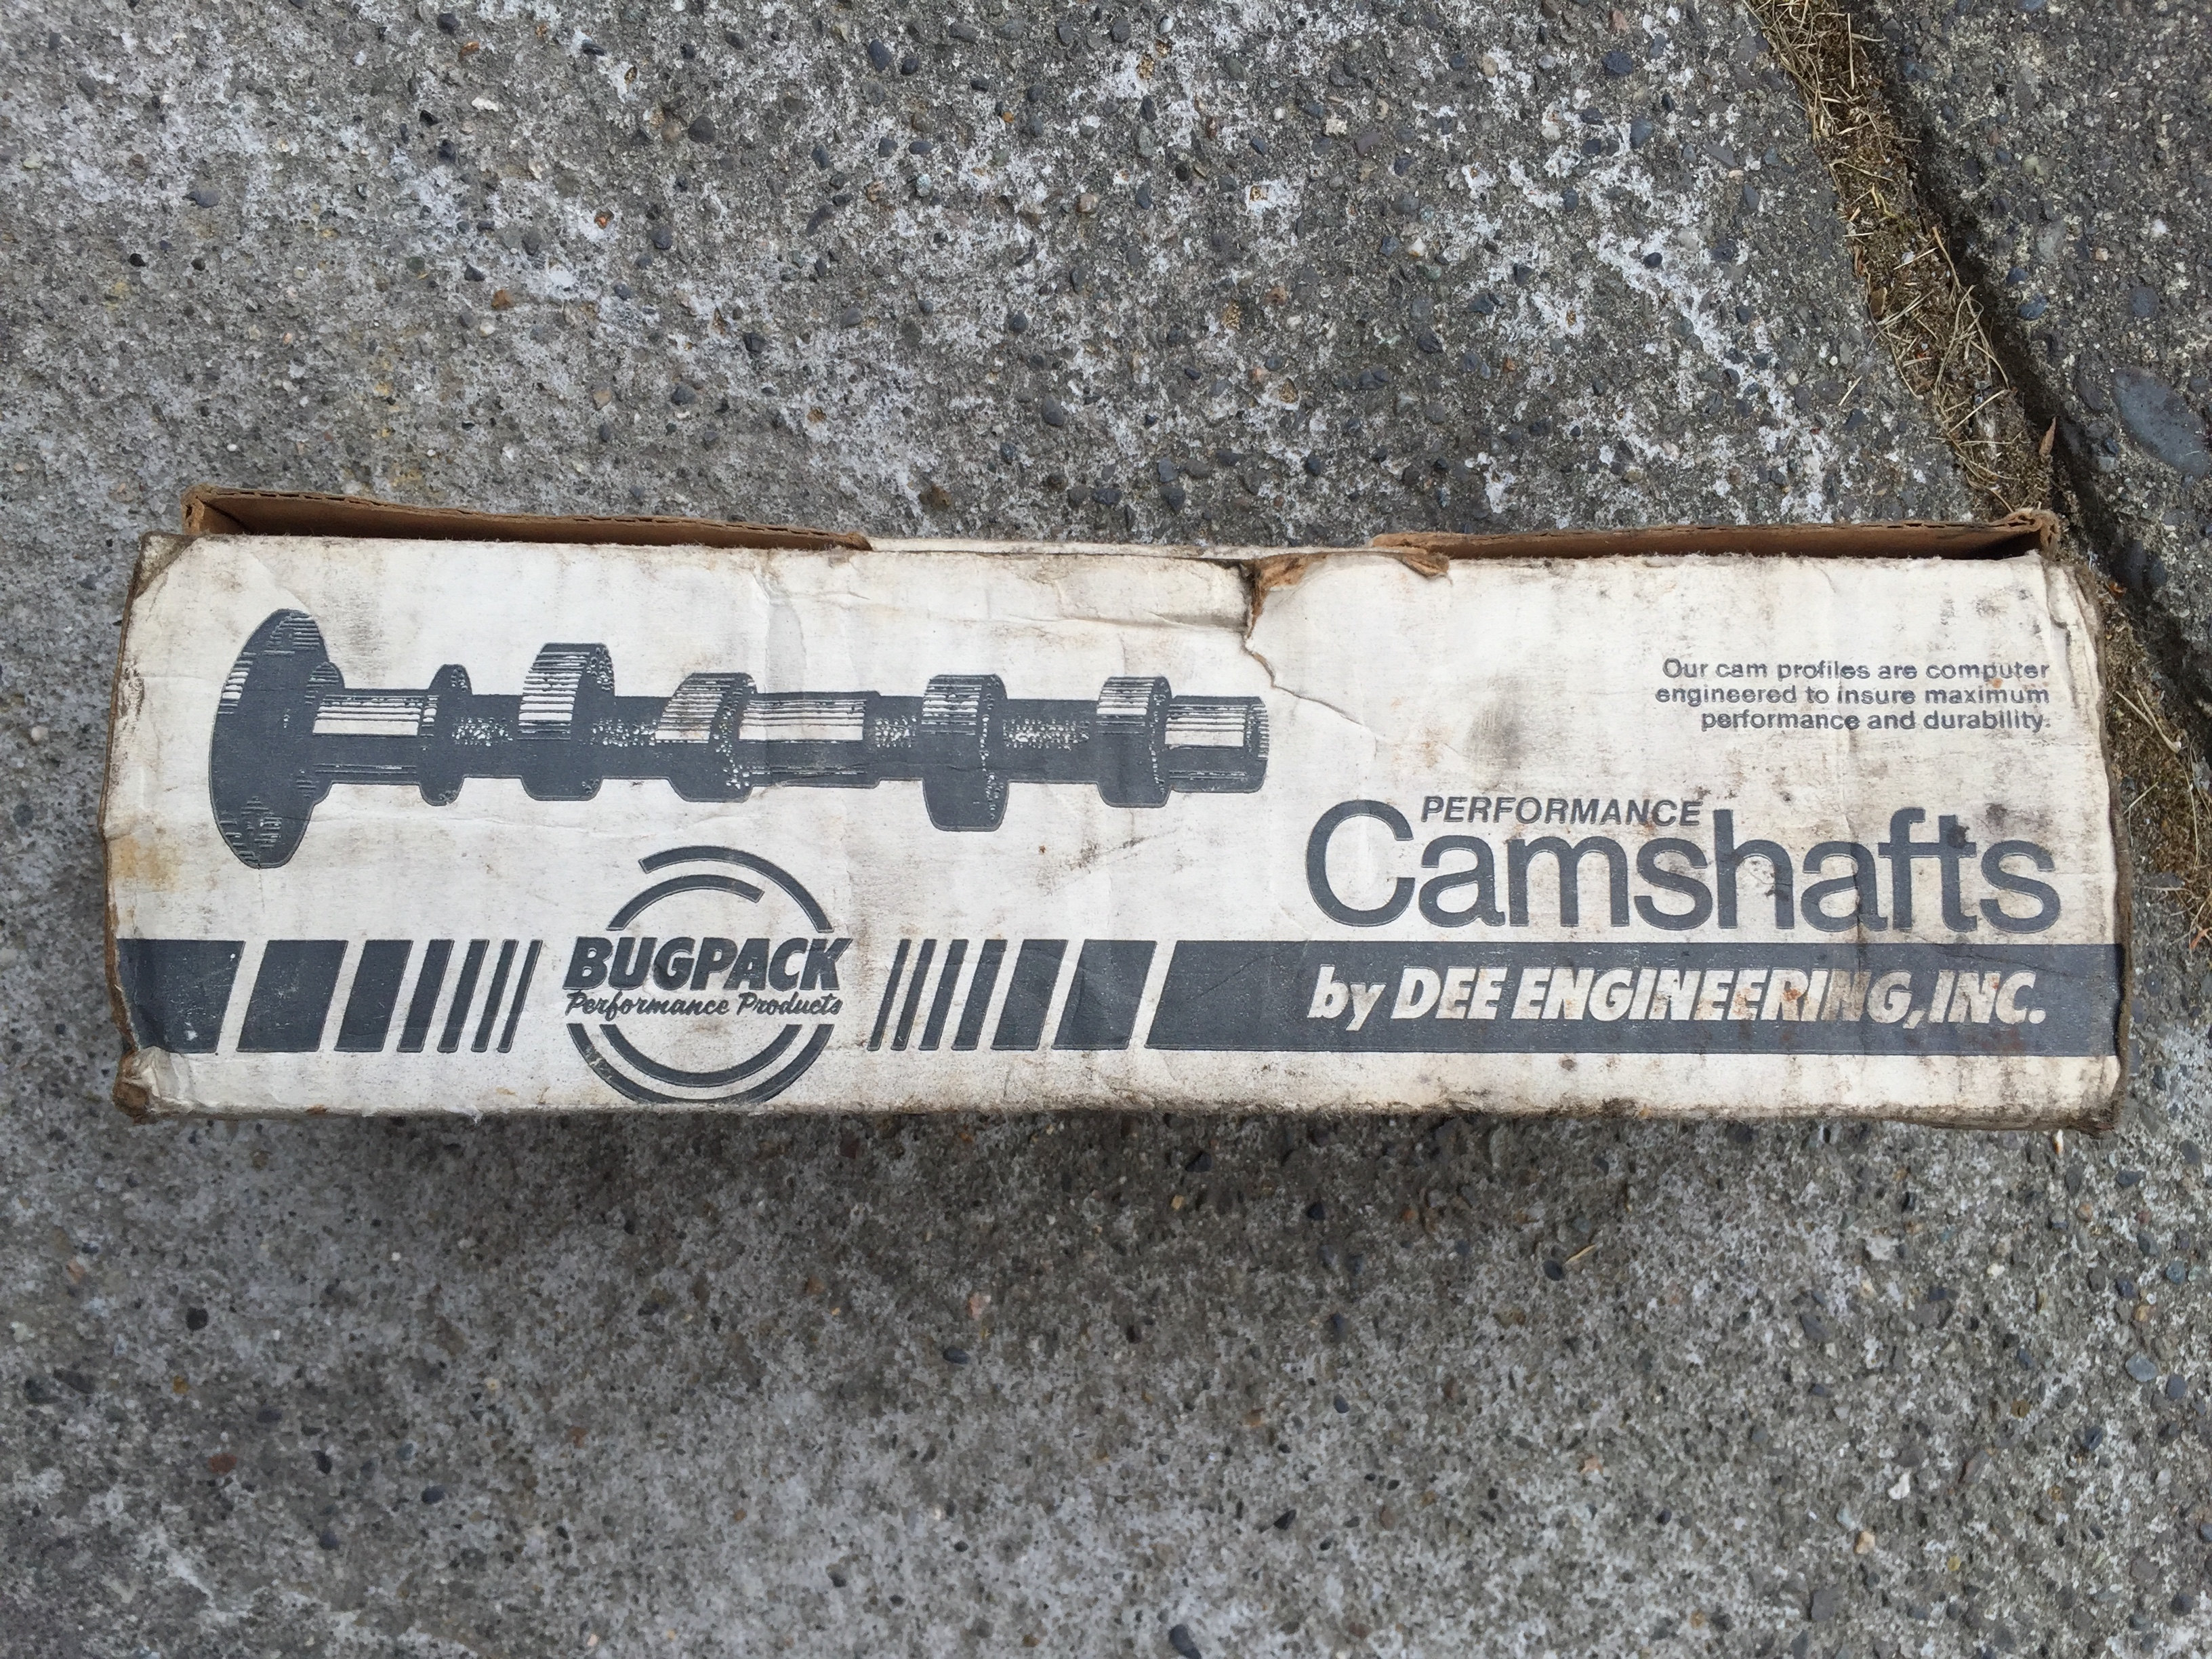 Our cam profiles are computer
engineered to insure maximum
performance and durability.
PERFORMANCE
Camshafts
by DEE ENGINEERING, INC.
BUGPACK
Performance Products